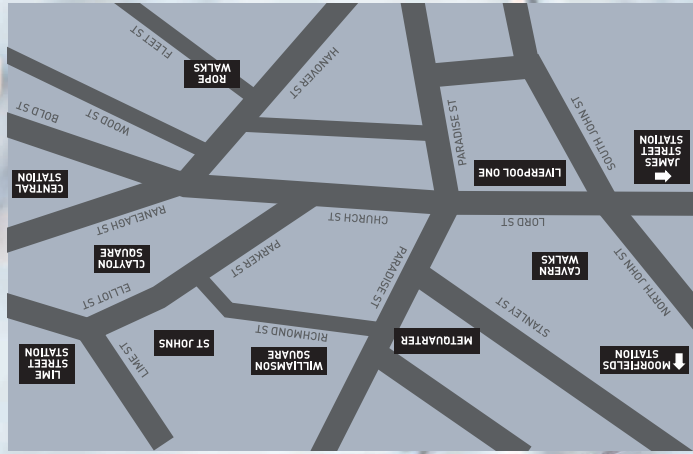 MOORFIELDS
STATION
WILLIAMSON
SQUARE
LIME ST
LIME
STREET
STATION
METQUARTER
ST JOHNS
RICHMOND ST
STANLEY ST
ELLIOT ST
NORTH JOHN ST
CAVERN
WALKS
PARADISE ST
PARKER ST
CLAYTON
SQUARE
LORD ST
CHURCH ST
RANELAGH ST
JAMES
STREET
STATION
LIVERPOOL ONE
CENTRAL
STATION
SOUTH JOHN ST
PARADISE ST
WOOD ST
BOLD ST
HANOVER ST
ROPE
WALKS
FLEET ST